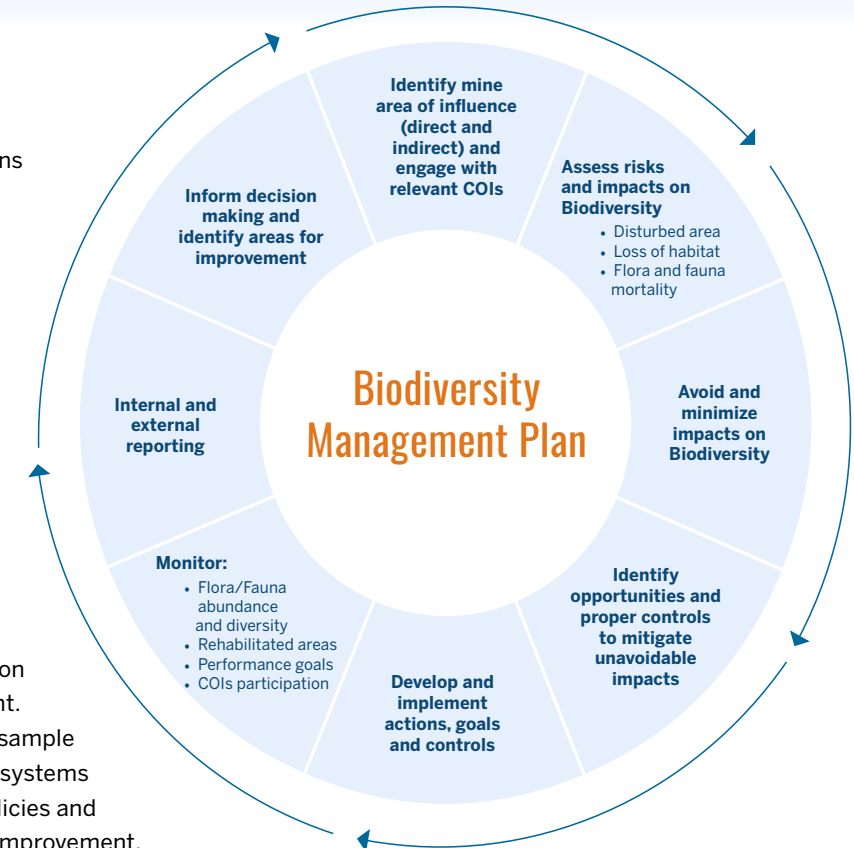 ns
on
nt.
sample
systems
licies and
mprovement.
Identify mine
area of influence
(direct and
indirect) and
engage with
relevant COIs
Assess risks
and impacts on
Biodiversity
• Disturbed area
• Loss of habitat
• Flora and fauna
mortality
Avoid and
minimize
impacts on
Biodiversity
Identify
opportunities and
proper controls
to mitigate
unavoidable
impacts
Develop and
implement
actions, goals
and controls
Monitor:
• Flora/Fauna
abundance
and diversity
• Rehabilitated areas
• Performance goals
• COIs participation
Internal and
external
reporting
Inform decision
making and
identify areas for
improvement
Biodiversity
Management Plan